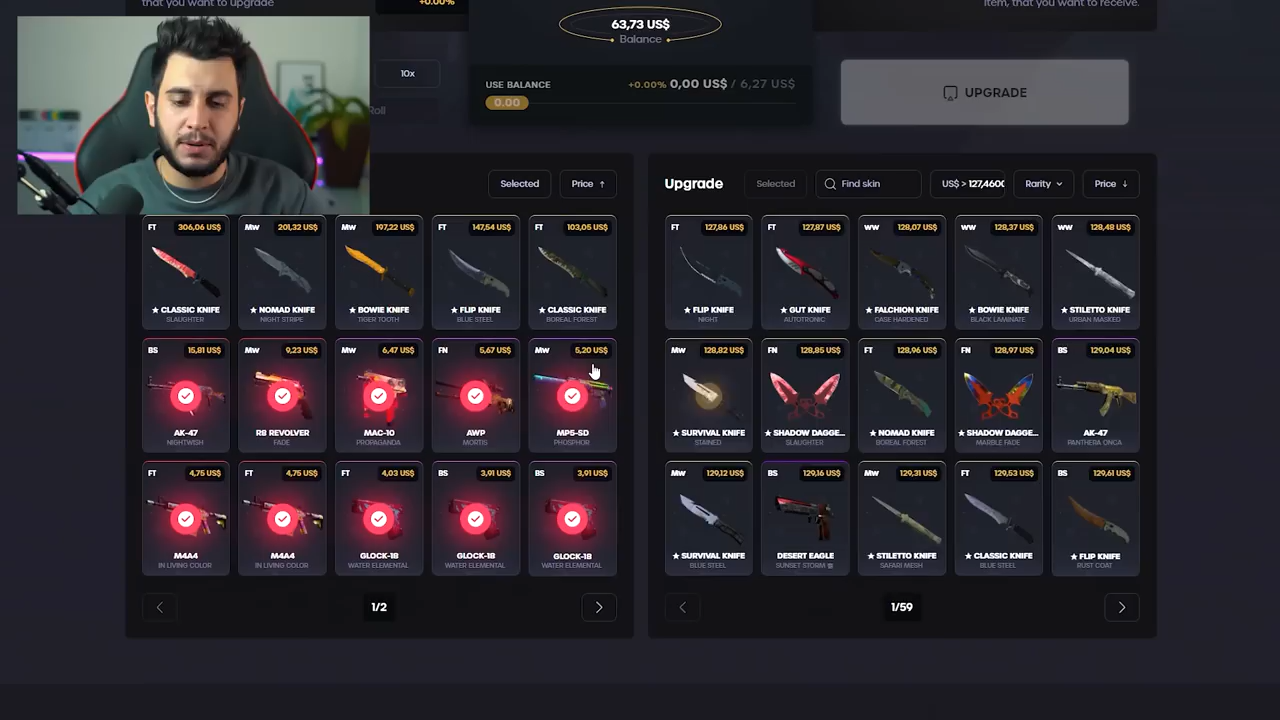 that you want to upgrade
+0.00%
item, that you want to receive.
63,73 US$
Balance
10x
Roll
USE BALANCE
+0.00% 0,00 US$ / 6,27 US$
0.00
UPGRADE
Selected
Price ↑
Upgrade
Selected
Find skin
US$ > 127,4600
Rarity
Price ↓
FT 306,06 US$
★ CLASSIC KNIFE
SLAUGHTER
MW 201,32 US$
★ NOMAD KNIFE
NIGHT STRIPE
MW 197,22 US$
★ BOWIE KNIFE
TIGER TOOTH
FT 147,54 US$
★ FLIP KNIFE
BLUE STEEL
FT 103,05 US$
★ CLASSIC KNIFE
BOREAL FOREST
BS 15,81 US$
AK-47
NIGHTWISH
MW 9,23 US$
R8 REVOLVER
FADE
MW 6,47 US$
MAC-10
PROPAGANDA
FN 5,67 US$
AWP
MORTIS
MW 5,20 US$
MP5-SD
PHOSPHOR
FT 4,75 US$
M4A4
IN LIVING COLOR
FT 4,75 US$
M4A4
IN LIVING COLOR
FT 4,03 US$
GLOCK-18
WATER ELEMENTAL
BS 3,91 US$
GLOCK-18
WATER ELEMENTAL
BS 3,91 US$
GLOCK-18
WATER ELEMENTAL
1/2
FT 127,86 US$
★ FLIP KNIFE
NIGHT
FT 127,87 US$
★ GUT KNIFE
AUTOTRONIC
WW 128,07 US$
★ FALCHION KNIFE
CASE HARDENED
WW 128,37 US$
★ BOWIE KNIFE
BLACK LAMINATE
WW 128,48 US$
★ STILETTO KNIFE
URBAN MASKED
MW 128,82 US$
★ SURVIVAL KNIFE
STAINED
FN 128,85 US$
★ SHADOW DAGGE...
SLAUGHTER
FT 128,96 US$
★ NOMAD KNIFE
BOREAL FOREST
FN 128,97 US$
★ SHADOW DAGGE...
MARBLE FADE
BS 129,04 US$
AK-47
PANTHERA ONCA
MW 129,12 US$
★ SURVIVAL KNIFE
BLUE STEEL
BS 129,16 US$
DESERT EAGLE
SUNSET STORM 壱
MW 129,31 US$
★ STILETTO KNIFE
SAFARI MESH
FT 129,53 US$
★ CLASSIC KNIFE
BLUE STEEL
BS 129,61 US$
★ FLIP KNIFE
RUST COAT
1/59